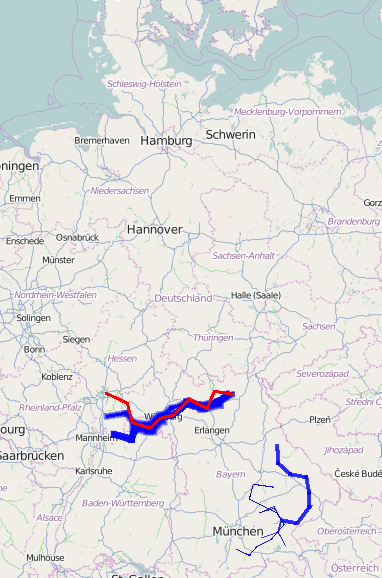 Schleswig-Holstein
Mecklenburg-Vorpommern
Bremerhaven
Hamburg
Schwerin
oningen
Emmen
Niedersachsen
Gorz
Brandenburg
Enschede
Osnabrück
Hannover
Münster
Sachsen-Anhalt
Nordrhein-Westfalen
Deutschland
Halle (Saale)
Solingen
Sachsen
Siegen
Thüringen
Bonn
Hessen
Koblenz
Severozápad
Rheinland-Pfalz
Střední Č
Plzeň
ourg
Mannheim
Erlangen
Saarbrücken
Jihozápad
Karlsruhe
Bayern
České Budě
Baden-Württemberg
Alsace
München
Oberösterreich
Mulhouse
Österreich
St. Gallen